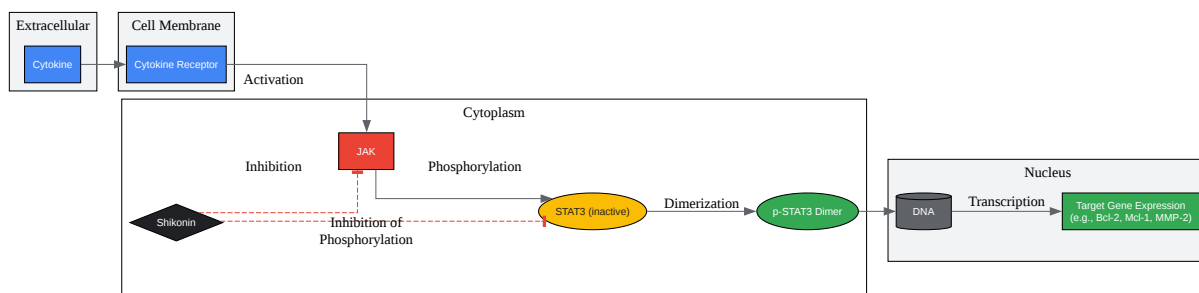 Extracellular
Cytokine
Cell Membrane
Cytokine Receptor
Activation
Cytoplasm
JAK
Inhibition
Phosphorylation
Shikonin
Inhibition of
Phosphorylation
STAT3 (inactive)
Dimerization
p-STAT3 Dimer
Nucleus
DNA
Transcription
Target Gene Expression
(e.g., Bcl-2, Mcl-1, MMP-2)